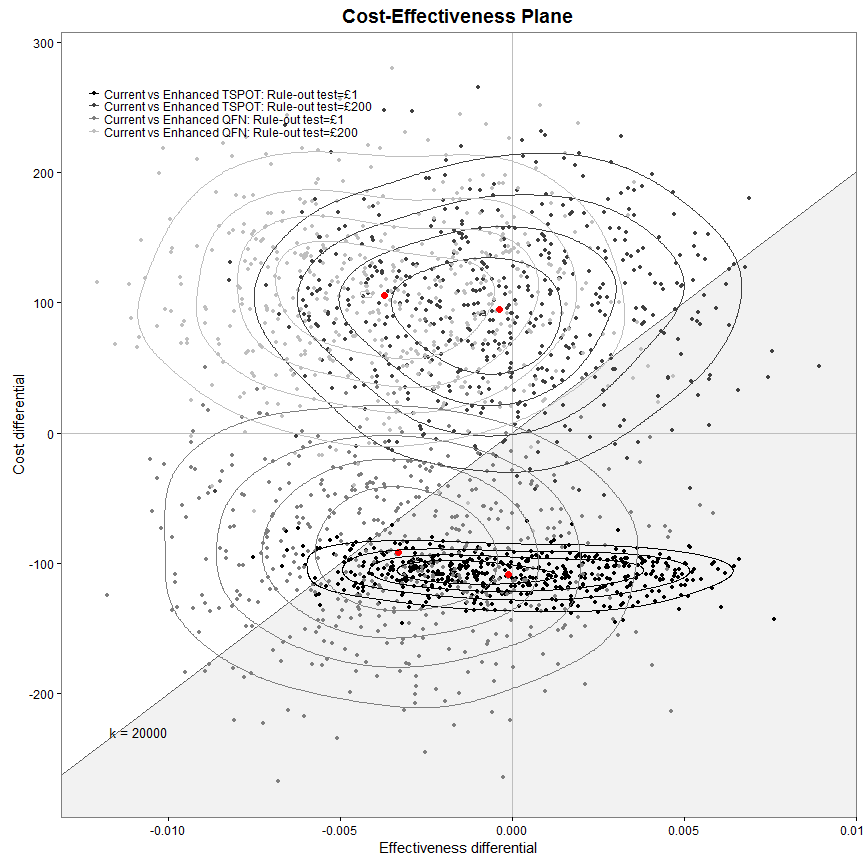 Cost-Effectiveness Plane
300
Current vs Enhanced TSPOT: Rule-out test=£1
Current vs Enhanced TSPOT: Rule-out test=£200
Current vs Enhanced QFN: Rule-out test=£1
Current vs Enhanced QFN: Rule-out test=£200
200
100
0
-100
-200
Cost differential
k = 20000
-0.010
-0.005
0.000
0.005
0.01
Effectiveness differential